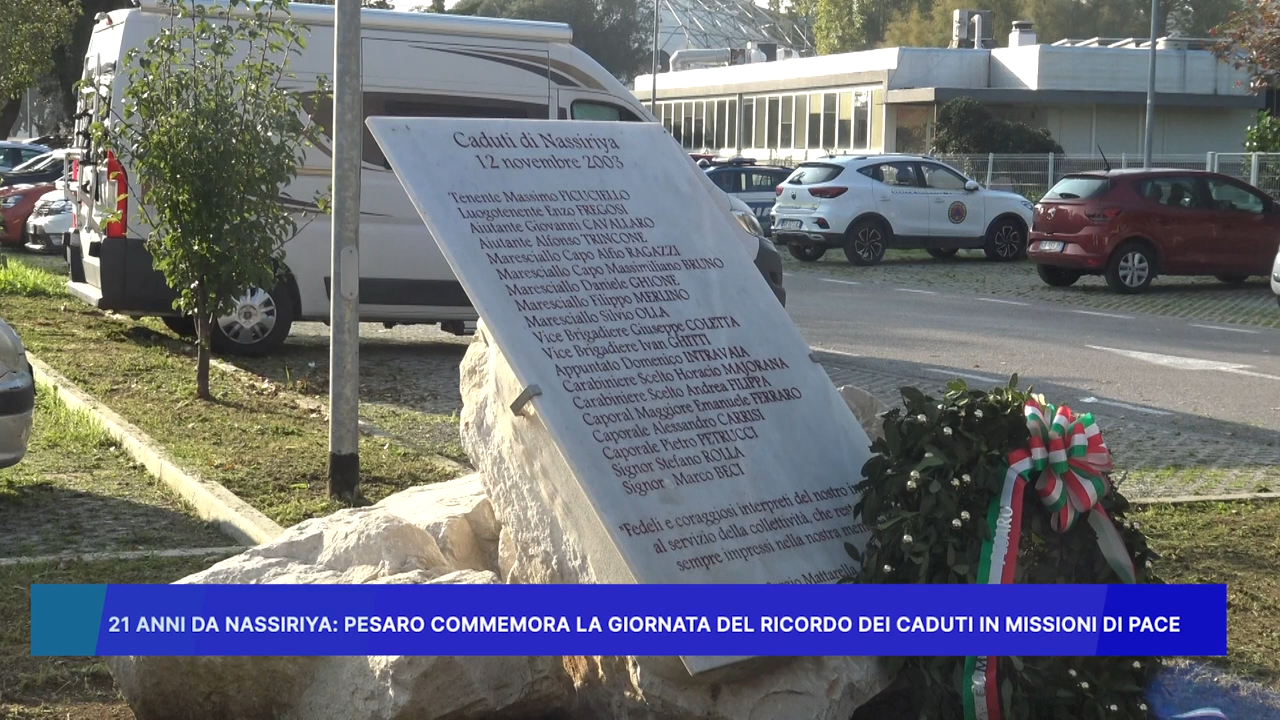 Caduti di Nassiriya
12 novembre 2003
Tenente Massimo FICUCIELLO
Luogotenente Enzo FREGOSI
Aiutante Giovanni CAVALLARO
Aiutante Alfonso TRINCONE
Maresciallo Capo Alfio RAGAZZI
Maresciallo Capo Massimiliano BRUNO
Maresciallo Daniele GHIONE
Maresciallo Filippo MERLINO
Maresciallo Silvio OLLA
Vice Brigadiere Giuseppe COLETTA
Vice Brigadiere Ivan GHITTI
Appuntato Domenico INTRAVAIA
Carabiniere Scelto Horacio MAJORANA
Carabiniere Scelto Andrea FILIPPA
Caporal Maggiore Emanuele FERRARO
Caporale Alessandro CARRISI
Caporale Pietro PETRUCCI
Signor Stefano ROLLA
Signor Marco BECI
"Fedeli e coraggiosi interpreti del nostro
al servizio della collettività, che
sempre impressi nella nostra
Mattarella
21 ANNI DA NASSIRIYA: PESARO COMMEMORA LA GIORNATA DEL RICORDO DEI CADUTI IN MISSIONI DI PACE